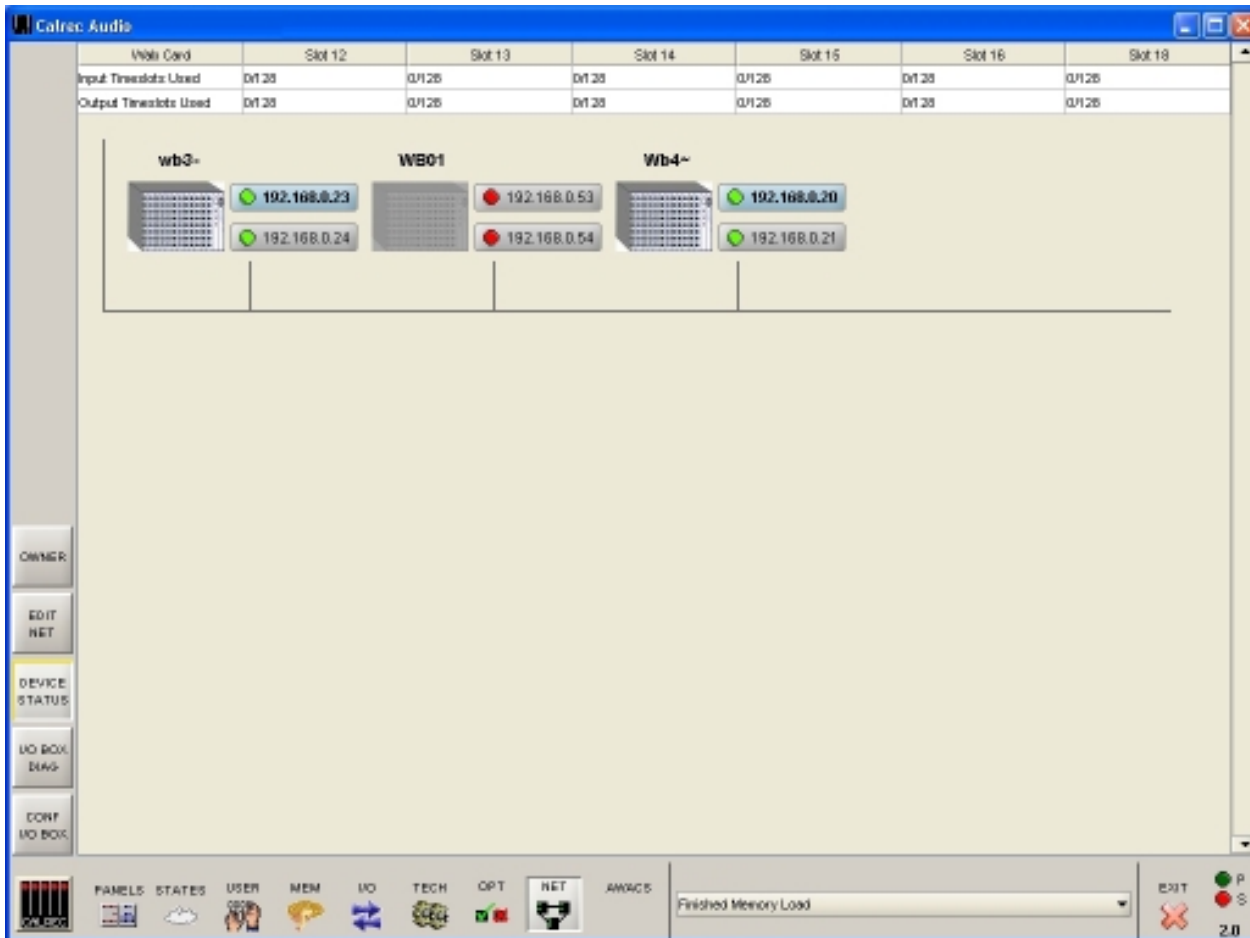 Calrec Audio
Wab Card Slot 12 Slot 13 Slot 14 Slot 15 Slot 16 Slot 18
Input Timeslots Used 0/128 0/128 0/128 0/128 0/128 0/128
Output Timeslots Used 0/128 0/128 0/128 0/128 0/128 0/128
wb3~ WB01 Wb4~
192.168.0.23 192.168.0.53 192.168.0.20
192.168.0.24 192.168.0.54 192.168.0.21
OWNER
EDIT
NET
DEVICE
STATUS
I/O BOX
DIAG
CONF
I/O BOX
CALREC PANELS STATES USER MEM I/O TECH OPT NET AWACS Finished Memory Load EXIT P
S
2.0